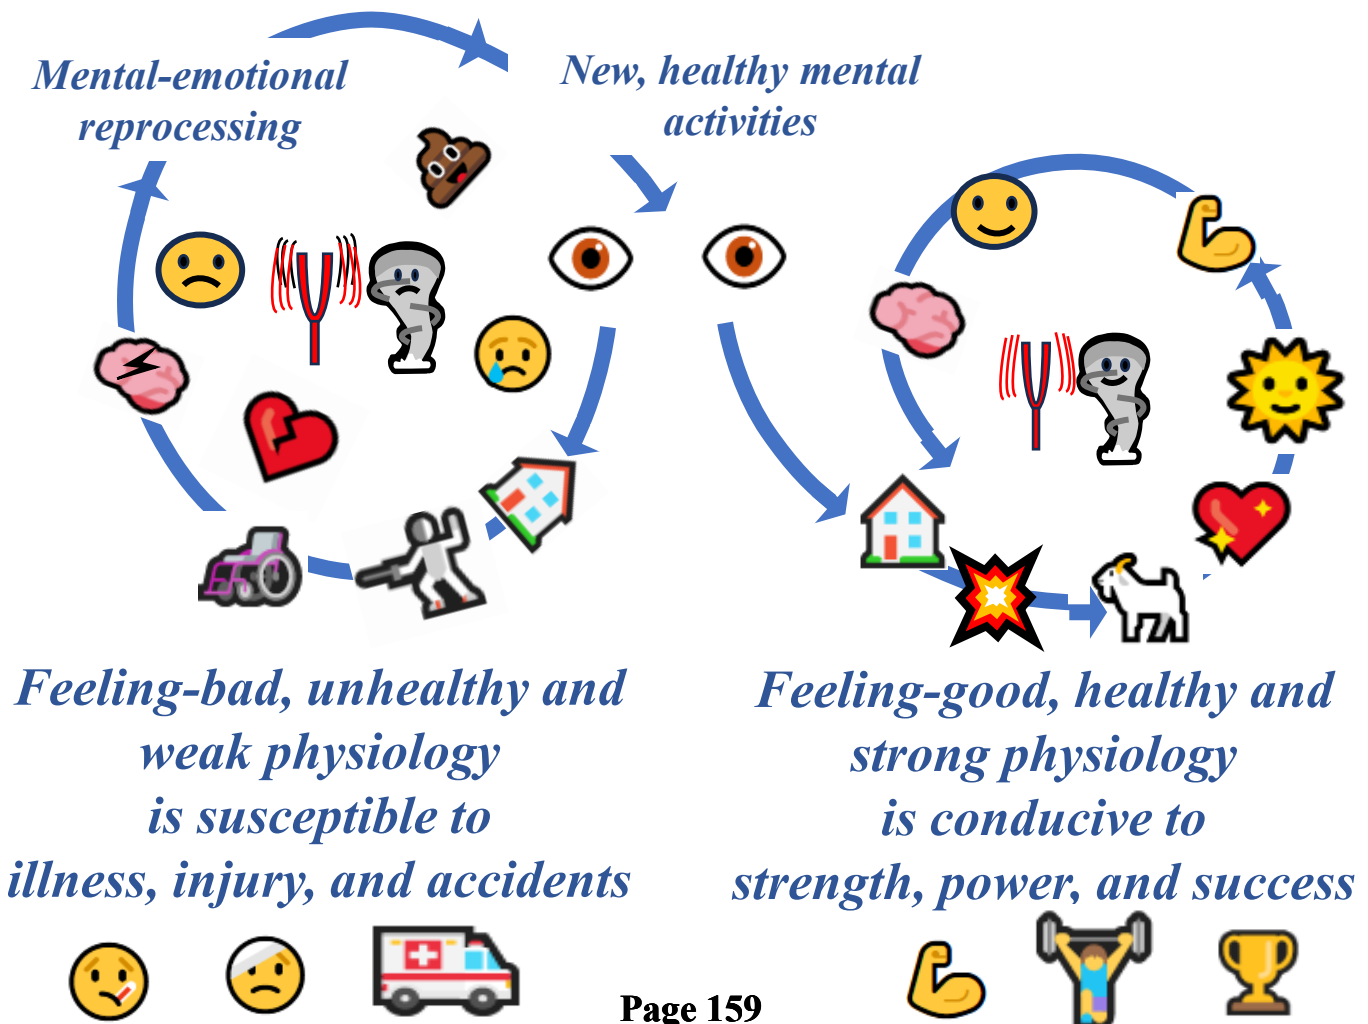 Mental-emotional
reprocessing
New, healthy mental
activities
Feeling-bad, unhealthy and
weak physiology
is susceptible to
illness, injury, and accidents
Feeling-good, healthy and
strong physiology
is conducive to
strength, power, and success
Page 159